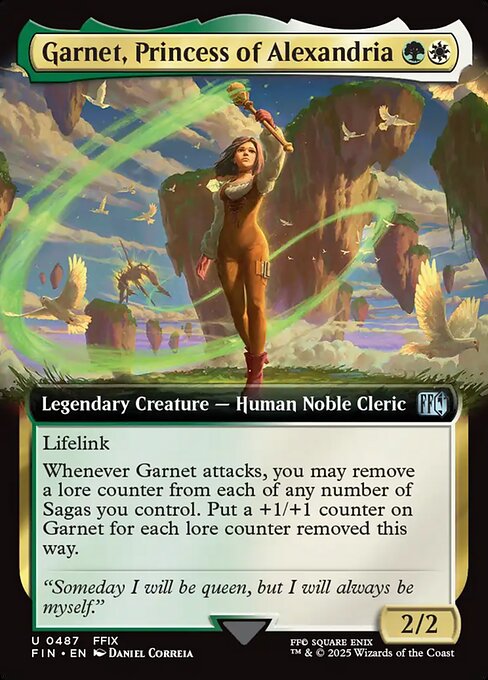 Garnet, Princess of Alexandria
Legendary Creature — Human Noble Cleric
Lifelink
Whenever Garnet attacks, you may remove
a lore counter from each of any number of
Sagas you control. Put a +1/+1 counter on
Garnet for each lore counter removed this
way.
“Someday I will be queen, but I will always be
myself.”
2/2
U 0487 FFIX
FIN • EN DANIEL CORREIA
FF© SQUARE ENIX
™ & © 2025 Wizards of the Coast